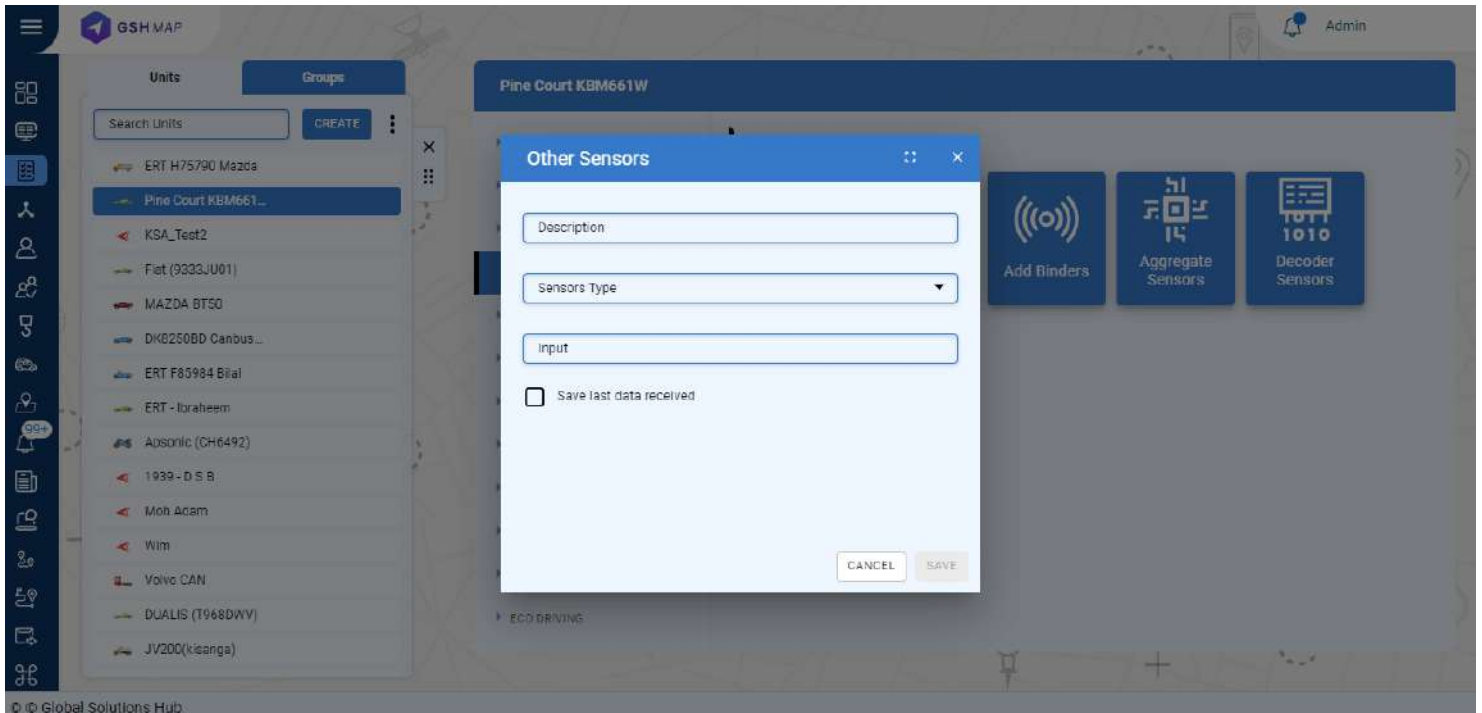 GSH MAP
Admin
Units
Groups
Search Units
CREATE
ERT H75790 Mazda
Pine Court KBM661...
KSA_Test2
Fiat (9333JU01)
MAZDA BT50
DK8250BD Canbus...
ERT F85984 Bilal
ERT - Ibraheem
99+
Apsonic (CH6492)
1939 - D S B
Moh Adam
Wim
Volvo CAN
DUALIS (T968DWV)
JV200(kisanga)
Pine Court KBM661W
Other Sensors
Description
Sensors Type
Input
Save last data received
CANCEL
SAVE
Add Binders
Aggregate
Sensors
1011
1010
Decoder
Sensors
ECO DRIVING
© © Global Solutions Hub